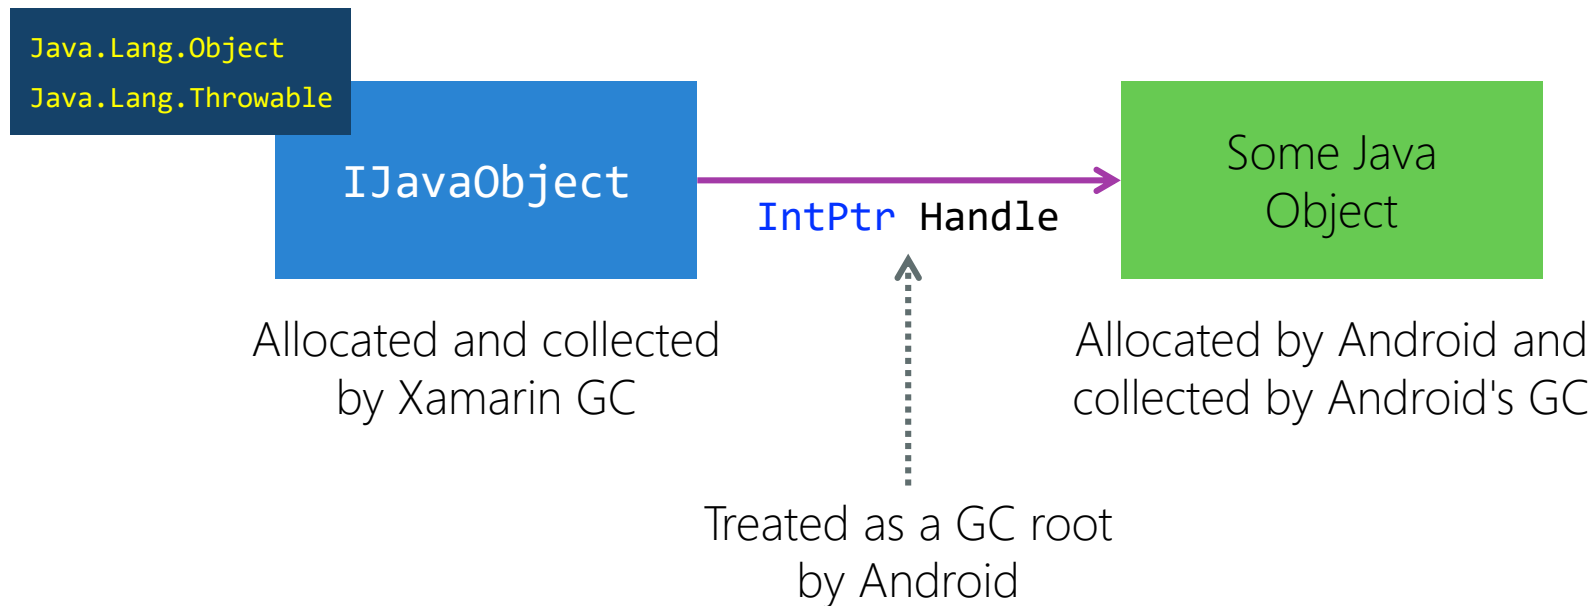 Java.Lang.Object
Java.Lang.Throwable
IJavaObject
IntPtr Handle
Some Java
Object
Allocated and collected
by Xamarin GC
Allocated by Android and
collected by Android's GC
Treated as a GC root
by Android